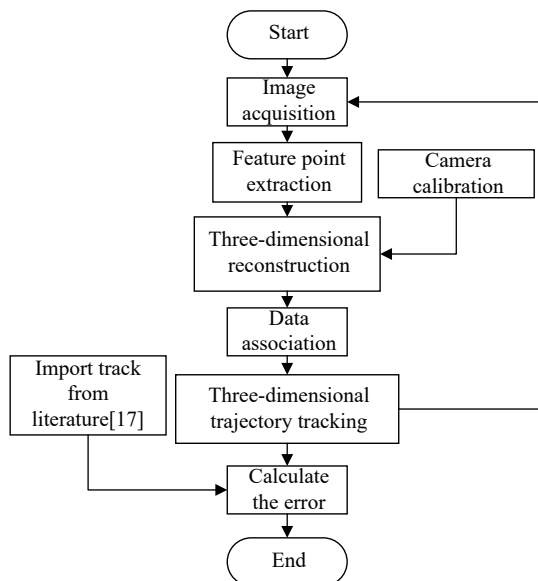 Start
Image
acquisition
Feature point
extraction
Camera
calibration
Three-dimensional
reconstruction
Data
association
Import track
from
literature[17]
Three-dimensional
trajectory tracking
Calculate
the error
End